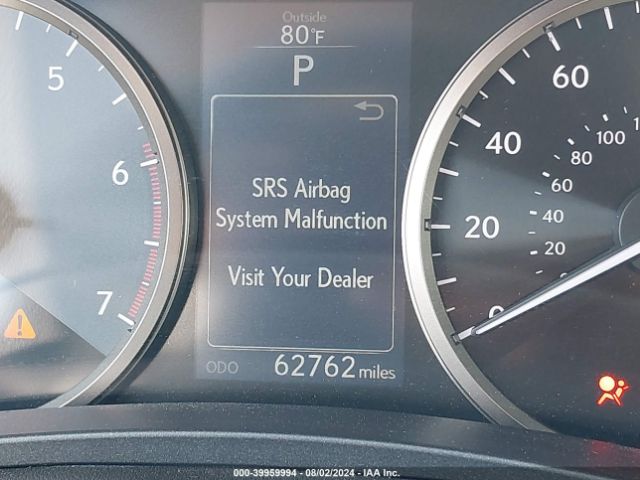 Outside
80°F
P
SRS Airbag
System Malfunction
Visit Your Dealer
ODO 62762 miles
5
6
7
60
40
20
0
100
80
60
40
20
000-39959994 - 08/02/2024 - IAA Inc.